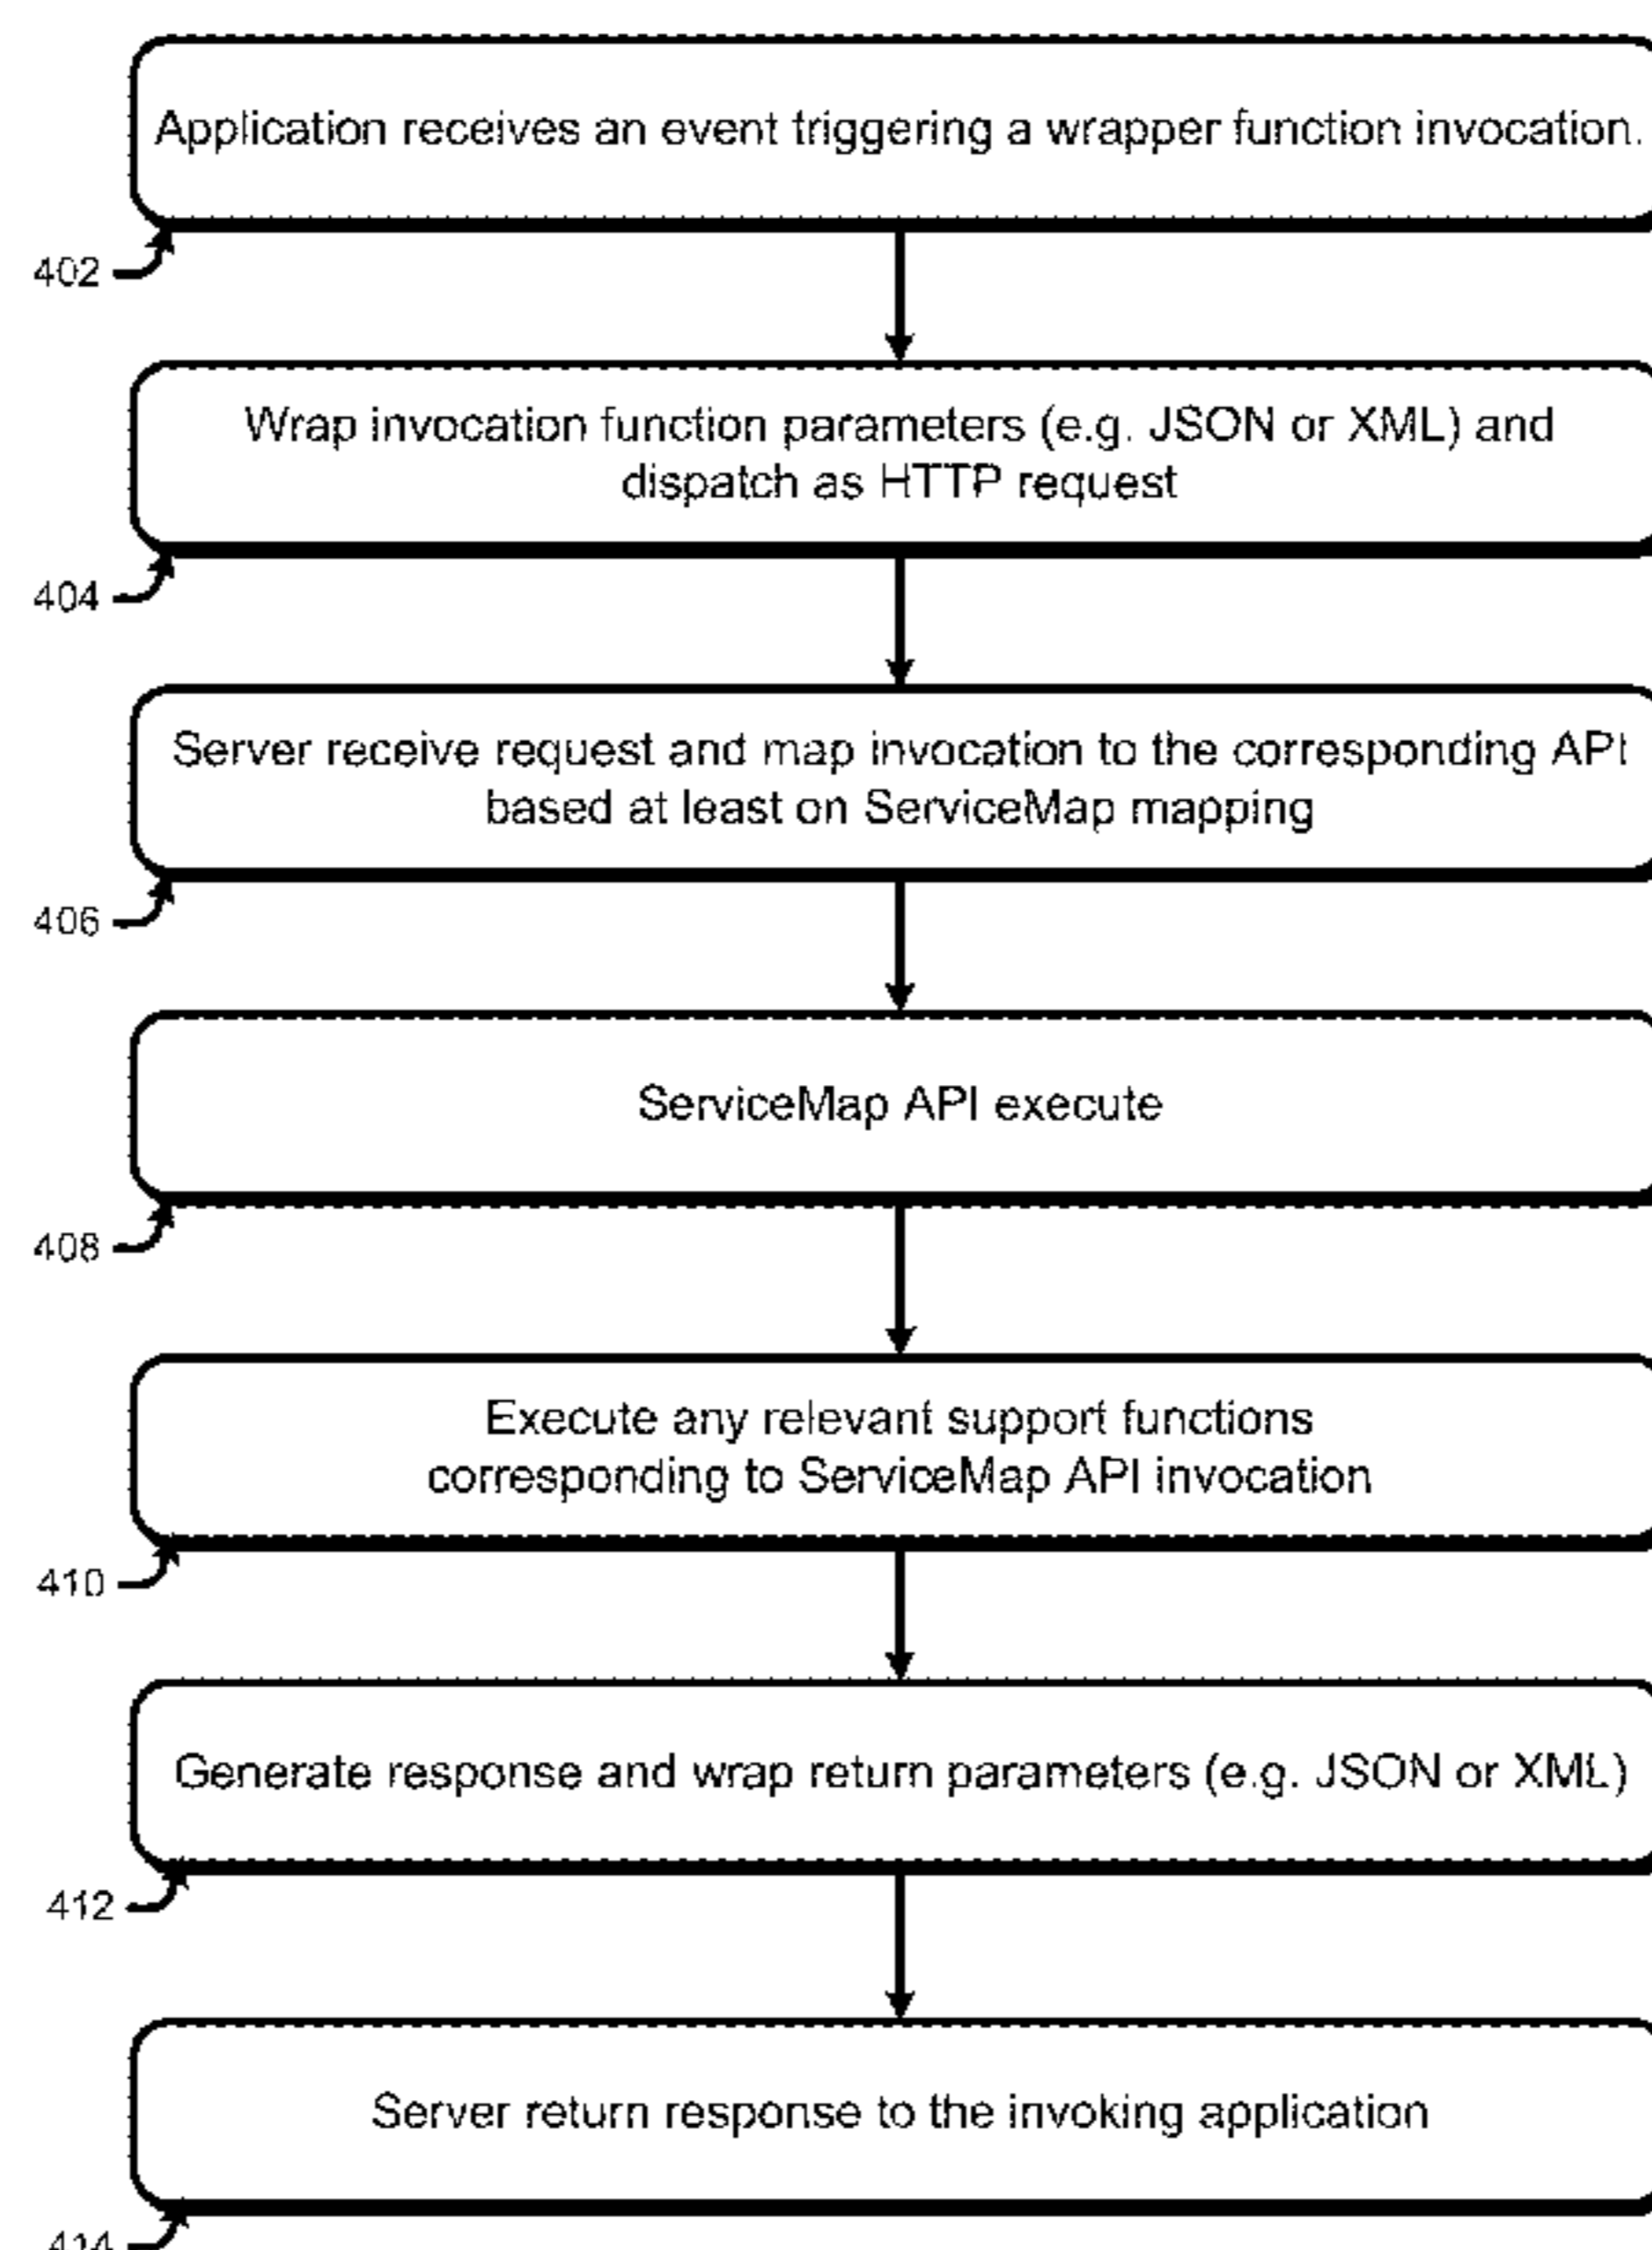 Application receives an event triggering a wrapper function invocation.
402
Wrap invocation function parameters (e.g. JSON or XML) and
dispatch as HTTP request
404
Server receive request and map invocation to the corresponding API
based at least on ServiceMap mapping
406
ServiceMap API execute
408
Execute any relevant support functions
corresponding to ServiceMap API invocation
410
Generate response and wrap return parameters (e.g. JSON or XML)
412
Server return response to the invoking application
414